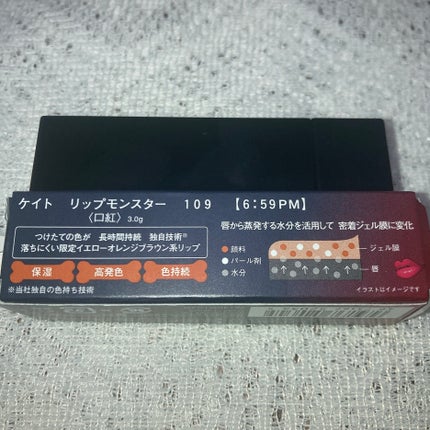 ケイト リップモンスター 109 【6:59PM】
〈口紅〉 3.0g
つけたての色が 長時間持続 独自技術※
落ちにくい限定イエローオレンジブラウン系リップ
保湿 高発色 色持続
※当社独自の色持ち技術
唇から蒸発する水分を活用して 密着ジェル膜に変化
顔料
パール剤
水分
ジェル膜
唇
イラストはイメージです